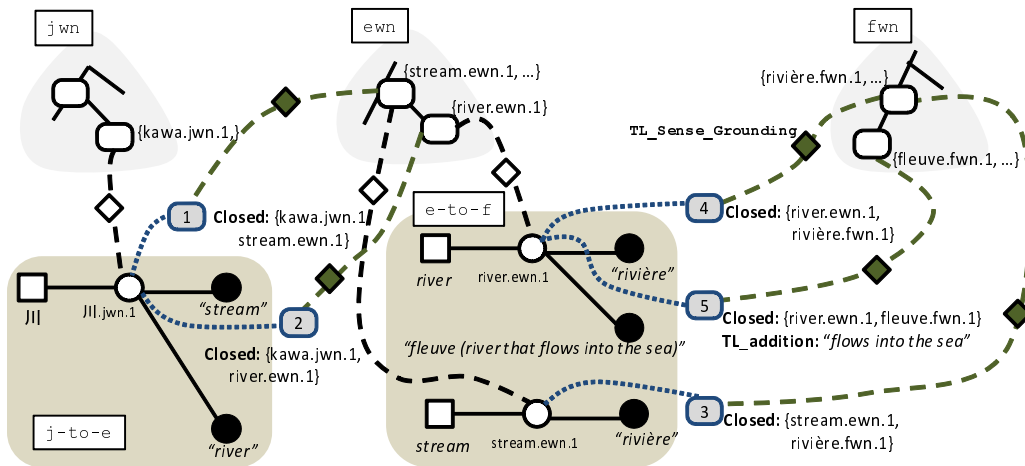 jwn
ewn
fwn
{stream.ewn.1, …}
{rivière.fwn.1, …}
{river.ewn.1}
{kawa.jwn.1,}
TL_Sense_Grounding
{fleuve.fwn.1, …}
1
Closed: {kawa.jwn.1,
stream.ewn.1}
e-to-f
4
Closed: {river.ewn.1,
rivière.fwn.1}
river
river.ewn.1
“rivière”
川
川.jwn.1
“stream”
2
Closed: {kawa.jwn.1,
river.ewn.1}
5
Closed: {river.ewn.1, fleuve.fwn.1}
TL_addition: “flows into the sea”
“fleuve (river that flows into the sea)”
3
Closed: {stream.ewn.1,
rivière.fwn.1}
stream
stream.ewn.1
“rivière”
j-to-e
“river”